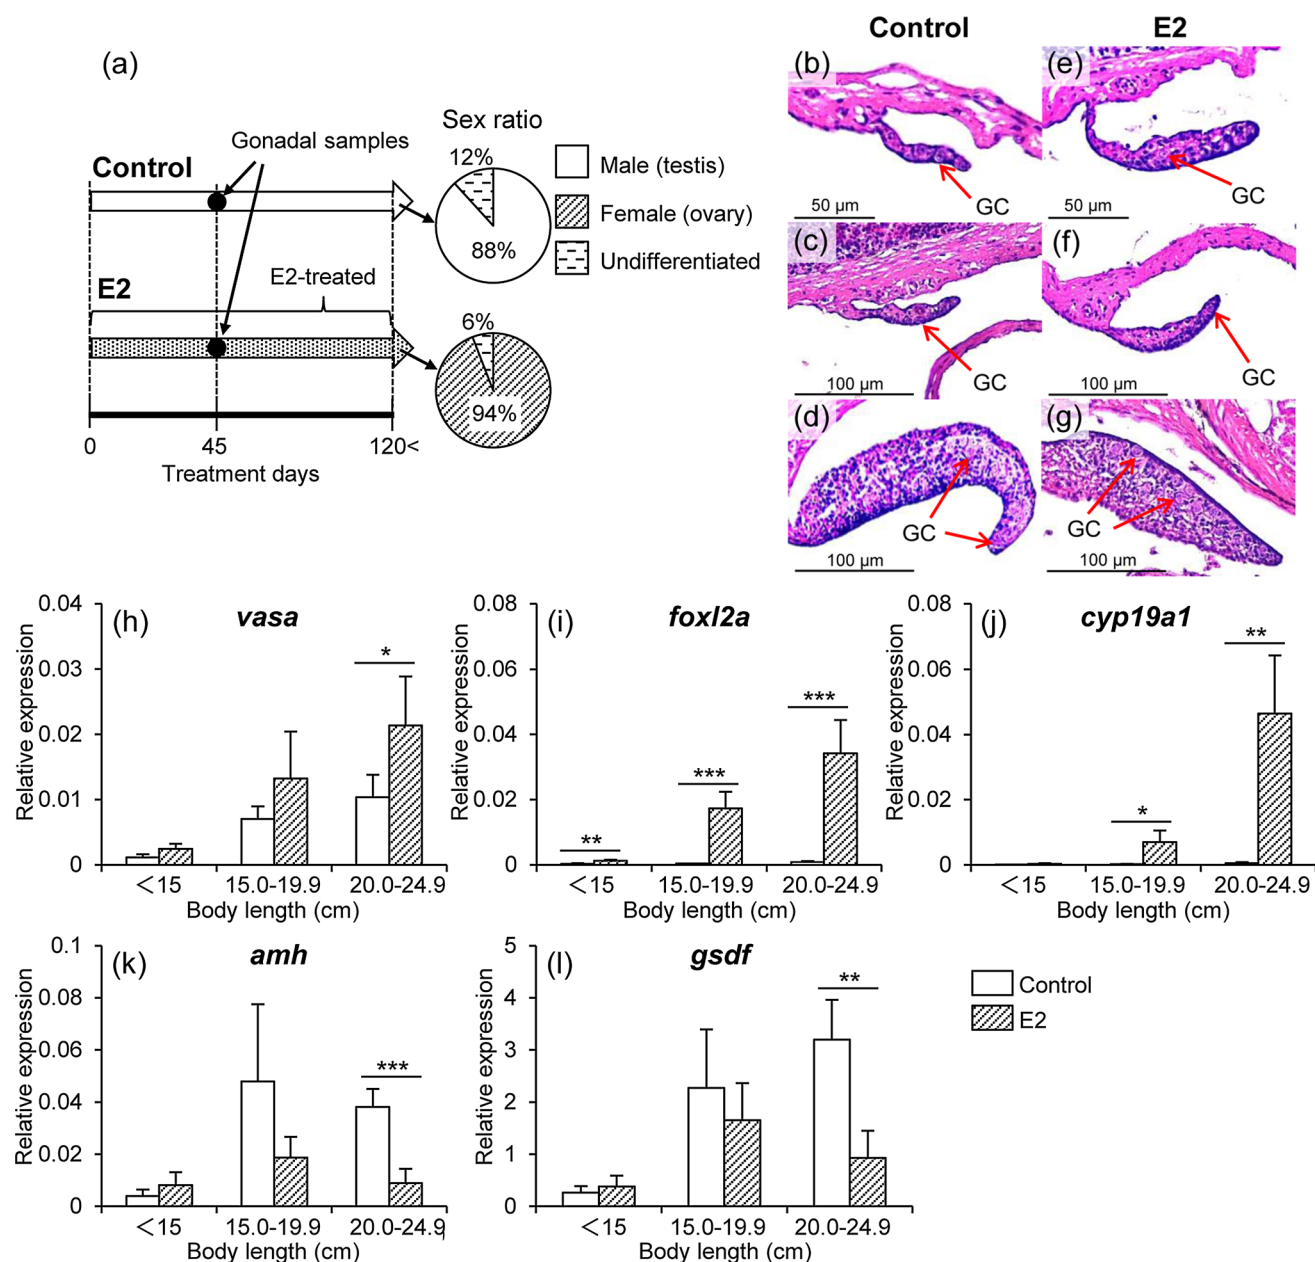 (a)
Gonadal samples
Control
Sex ratio
12%
88%
Male (testis)
Female (ovary)
Undifferentiated
E2
E2-treated
6%
94%
0
45
120<
Treatment days
Control
E2
(b)
GC
50 μm
(e)
GC
50 μm
(c)
GC
100 μm
(f)
GC
100 μm
(d)
GC
100 μm
(g)
GC
100 μm
(h)
vasa
Relative expression
0.04
0.03
0.02
0.01
0
*
<15
15.0-19.9
20.0-24.9
Body length (cm)
(i)
foxl2a
Relative expression
0.08
0.06
0.04
0.02
0
**
***
***
<15
15.0-19.9
20.0-24.9
Body length (cm)
(j)
cyp19a1
Relative expression
0.08
0.06
0.04
0.02
0
*
**
<15
15.0-19.9
20.0-24.9
Body length (cm)
(k)
amh
Relative expression
0.1
0.08
0.06
0.04
0.02
0
***
<15
15.0-19.9
20.0-24.9
Body length (cm)
(l)
gsdf
Relative expression
5
4
3
2
1
0
**
<15
15.0-19.9
20.0-24.9
Body length (cm)
Control
E2